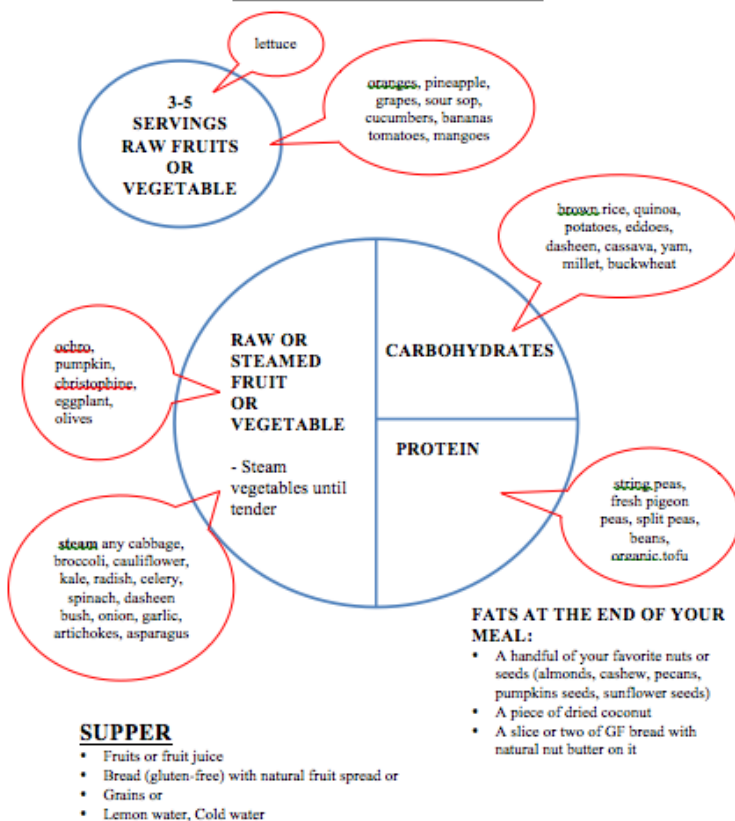 lettuce
3-5
SERVINGS
RAW FRUITS
OR
VEGETABLE
oranges, pineapple,
grapes, sour sop,
cucumbers, bananas
tomatoes, mangoes
brown rice, quinoa,
potatoes, eddoes,
dasheen, cassava, yam,
millet, buckwheat
RAW OR
STEAMED
FRUIT
OR
VEGETABLE
- Steam
vegetables until
tender
CARBOHYDRATES
PROTEIN
ochro,
pumpkin,
christophine,
eggplant,
olives
string peas,
fresh pigeon
peas, split peas,
beans,
organic tofu
steam any cabbage,
broccoli, cauliflower,
kale, radish, celery,
spinach, dasheen
bush, onion, garlic,
artichokes, asparagus
FATS AT THE END OF YOUR
MEAL:
• A handful of your favorite nuts or
seeds (almonds, cashew, pecans,
pumpkins seeds, sunflower seeds)
• A piece of dried coconut
• A slice or two of GF bread with
natural nut butter on it
SUPPER
• Fruits or fruit juice
• Bread (gluten-free) with natural fruit spread or
• Grains or
• Lemon water, Cold water